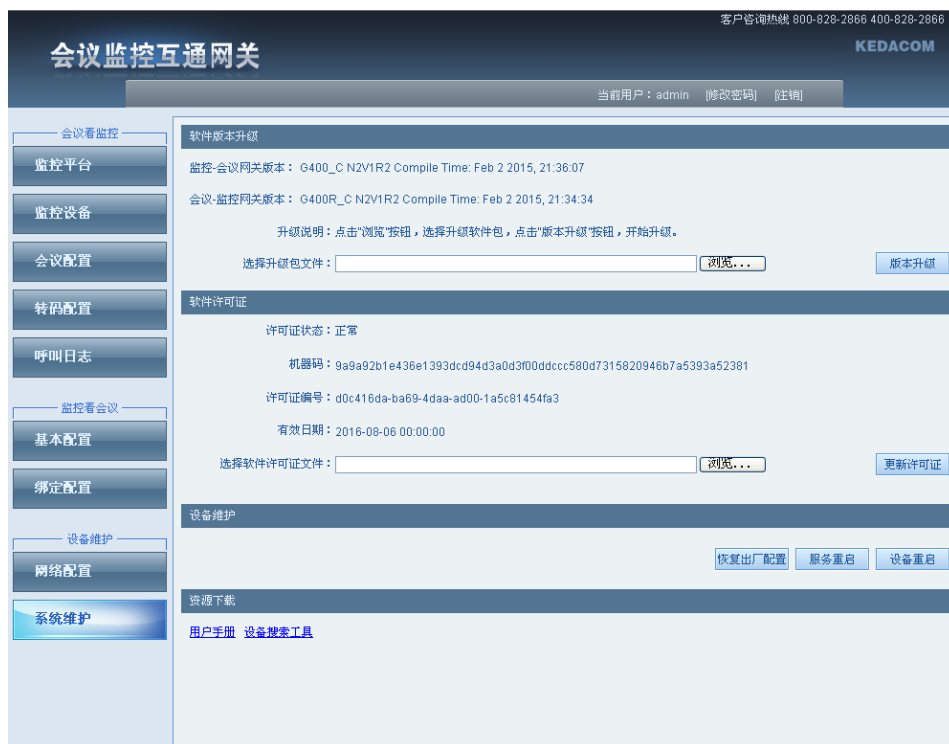 客户咨询热线 800-828-2866 400-828-2866
会议监控互通网关
KEDACOM
当前用户：admin [修改密码] [注销]
会议看监控
监控平台
监控设备
会议配置
转码配置
呼叫日志
监控看会议
基本配置
绑定配置
设备维护
网络配置
系统维护
软件版本升级
监控-会议网关版本： G400_C N2V1R2 Compile Time: Feb 2 2015, 21:36:07
会议-监控网关版本： G400R_C N2V1R2 Compile Time: Feb 2 2015, 21:34:34
升级说明：点击"浏览"按钮，选择升级软件包，点击"版本升级"按钮，开始升级。
选择升级包文件： 浏览... 版本升级
软件许可证
许可证状态：正常
机器码：9a9a92b1e436e1393dcd94d3a0d3f00ddccc580d7315820946b7a5393a52381
许可证编号：d0c416da-ba69-4daa-ad00-1a5c81454fa3
有效日期：2016-08-06 00:00:00
选择软件许可证文件： 浏览... 更新许可证
设备维护
恢复出厂配置 服务重启 设备重启
资源下载
用户手册 设备搜索工具